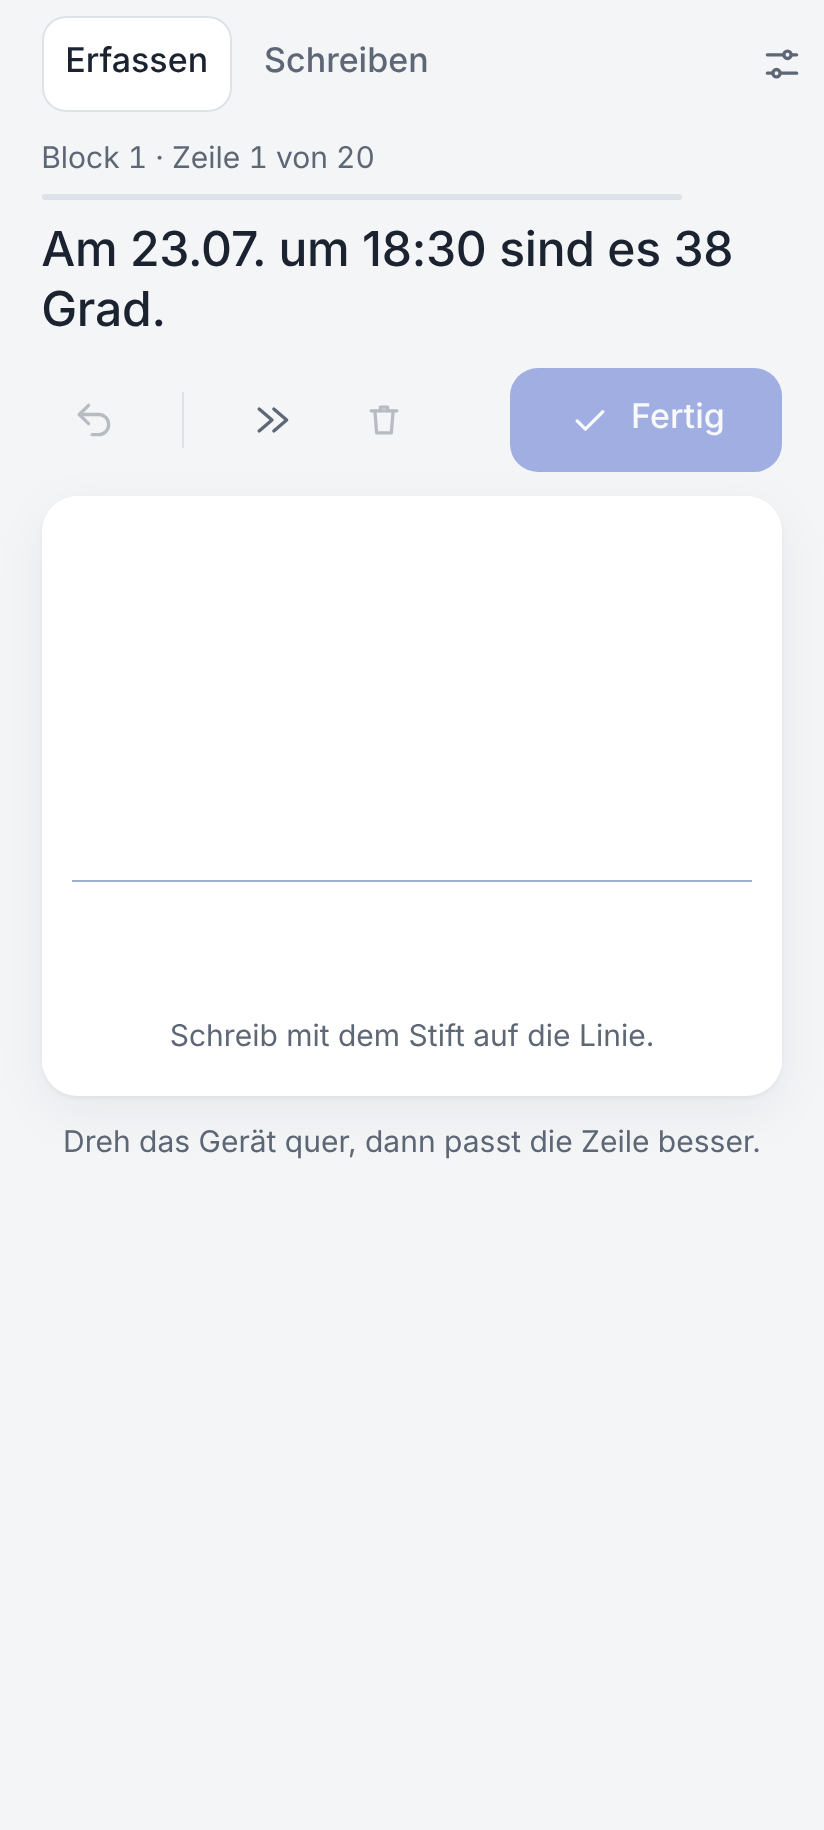 Erfassen Schreiben
Block 1 · Zeile 1 von 20
Am 23.07. um 18:30 sind es 38
Grad.
Fertig
Schreib mit dem Stift auf die Linie.
Dreh das Gerät quer, dann passt die Zeile besser.